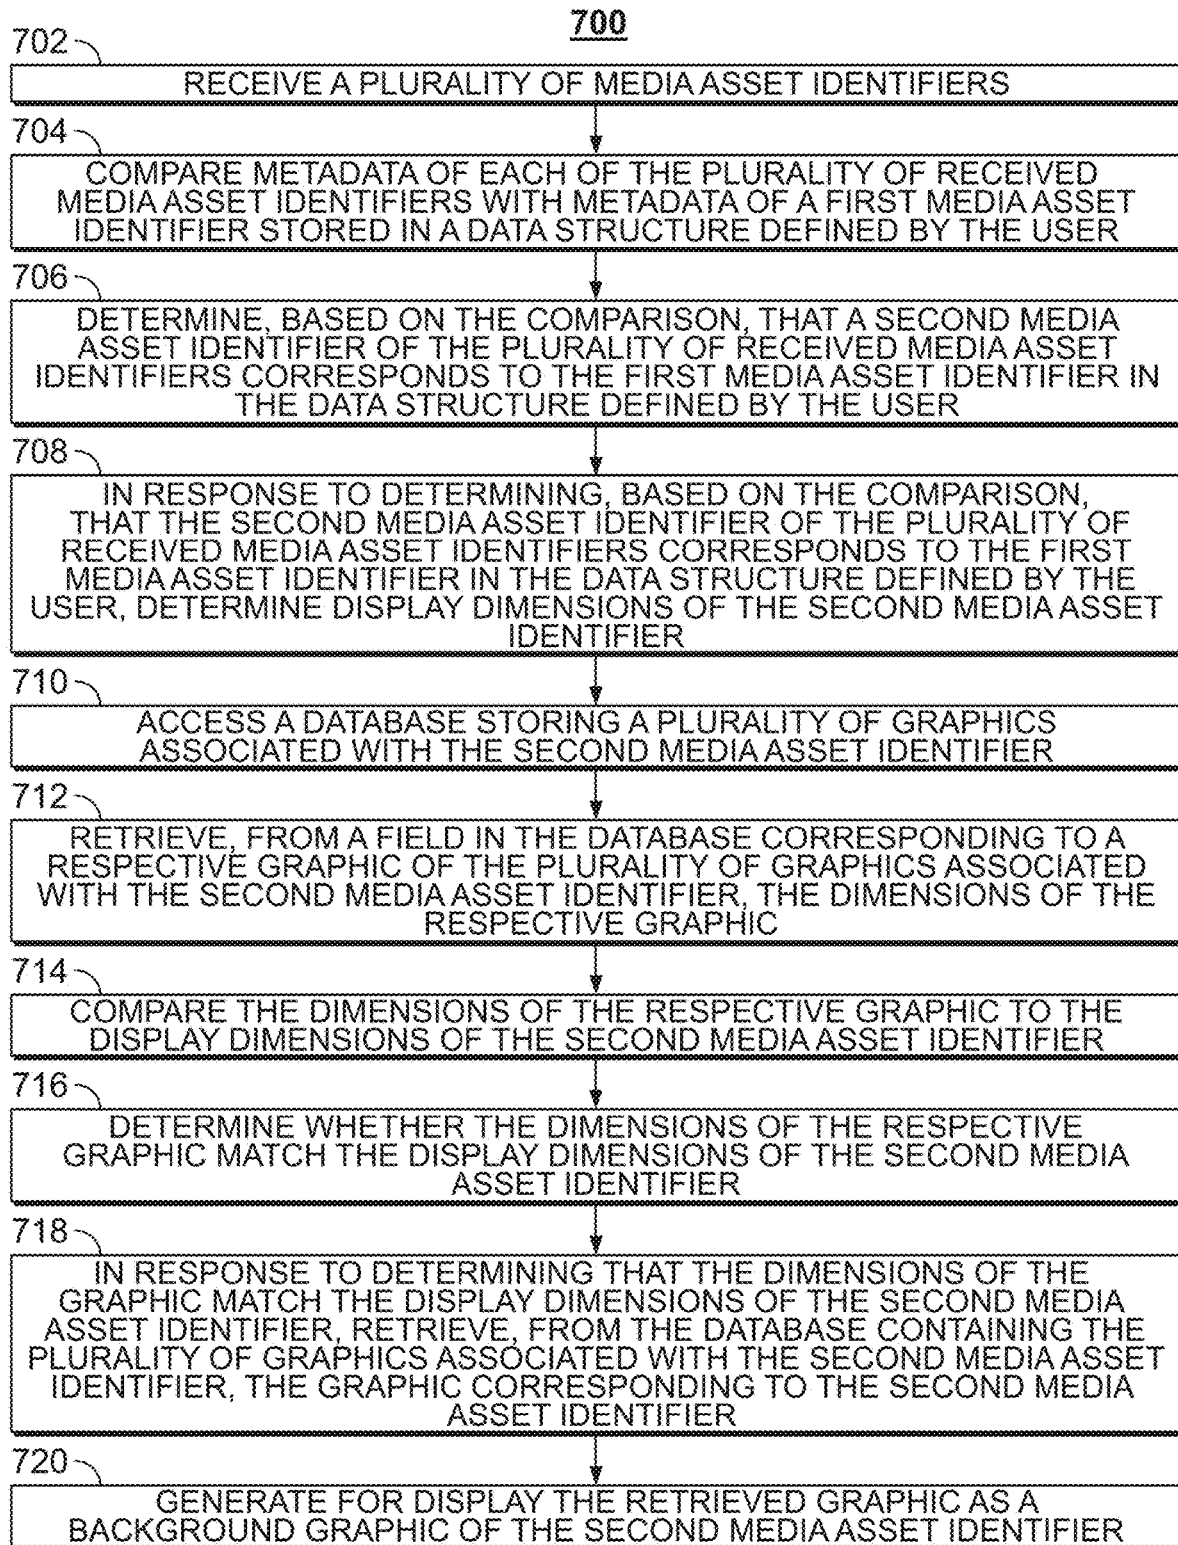 700
702
RECEIVE A PLURALITY OF MEDIA ASSET IDENTIFIERS
704
COMPARE METADATA OF EACH OF THE PLURALITY OF RECEIVED
MEDIA ASSET IDENTIFIERS WITH METADATA OF A FIRST MEDIA ASSET
IDENTIFIER STORED IN A DATA STRUCTURE DEFINED BY THE USER
706
DETERMINE, BASED ON THE COMPARISON, THAT A SECOND MEDIA
ASSET IDENTIFIER OF THE PLURALITY OF RECEIVED MEDIA ASSET
IDENTIFIERS CORRESPONDS TO THE FIRST MEDIA ASSET IDENTIFIER IN
THE DATA STRUCTURE DEFINED BY THE USER
708
IN RESPONSE TO DETERMINING, BASED ON THE COMPARISON,
THAT THE SECOND MEDIA ASSET IDENTIFIER OF THE PLURALITY OF
RECEIVED MEDIA ASSET IDENTIFIERS CORRESPONDS TO THE FIRST
MEDIA ASSET IDENTIFIER IN THE DATA STRUCTURE DEFINED BY THE
USER, DETERMINE DISPLAY DIMENSIONS OF THE SECOND MEDIA ASSET
IDENTIFIER
710
ACCESS A DATABASE STORING A PLURALITY OF GRAPHICS
ASSOCIATED WITH THE SECOND MEDIA ASSET IDENTIFIER
712
RETRIEVE, FROM A FIELD IN THE DATABASE CORRESPONDING TO A
RESPECTIVE GRAPHIC OF THE PLURALITY OF GRAPHICS ASSOCIATED
WITH THE SECOND MEDIA ASSET IDENTIFIER, THE DIMENSIONS OF THE
RESPECTIVE GRAPHIC
714
COMPARE THE DIMENSIONS OF THE RESPECTIVE GRAPHIC TO THE
DISPLAY DIMENSIONS OF THE SECOND MEDIA ASSET IDENTIFIER
716
DETERMINE WHETHER THE DIMENSIONS OF THE RESPECTIVE
GRAPHIC MATCH THE DISPLAY DIMENSIONS OF THE SECOND MEDIA
ASSET IDENTIFIER
718
IN RESPONSE TO DETERMINING THAT THE DIMENSIONS OF THE
GRAPHIC MATCH THE DISPLAY DIMENSIONS OF THE SECOND MEDIA
ASSET IDENTIFIER, RETRIEVE, FROM THE DATABASE CONTAINING THE
PLURALITY OF GRAPHICS ASSOCIATED WITH THE SECOND MEDIA ASSET
IDENTIFIER, THE GRAPHIC CORRESPONDING TO THE SECOND MEDIA
ASSET IDENTIFIER
720
GENERATE FOR DISPLAY THE RETRIEVED GRAPHIC AS A
BACKGROUND GRAPHIC OF THE SECOND MEDIA ASSET IDENTIFIER